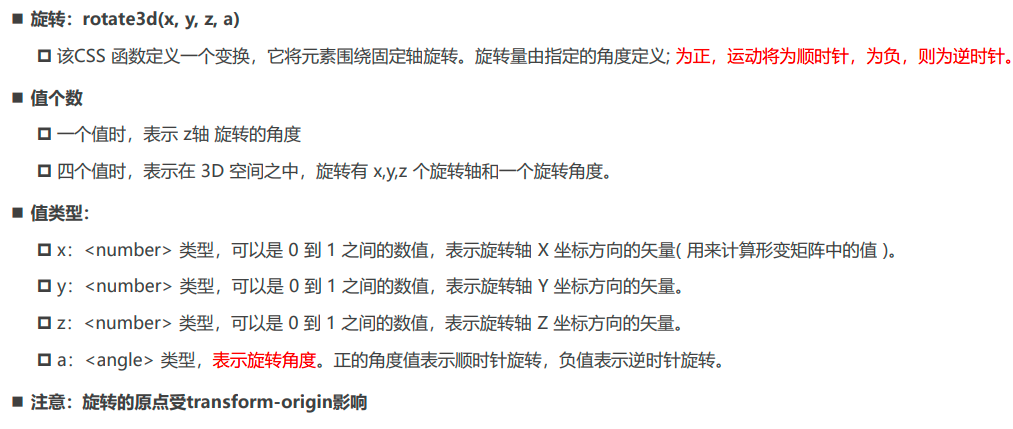 ■ 旋转：rotate3d(x, y, z, a)
该CSS 函数定义一个变换，它将元素围绕固定轴旋转。旋转量由指定的角度定义; 为正，运动将为顺时针，为负，则为逆时针。
■ 值个数
一个值时，表示 z轴 旋转的角度
四个值时，表示在 3D 空间之中，旋转有 x,y,z 个旋转轴和一个旋转角度。
■ 值类型：
x：<number> 类型，可以是 0 到 1 之间的数值，表示旋转轴 X 坐标方向的矢量( 用来计算形变矩阵中的值 )。
y：<number> 类型，可以是 0 到 1 之间的数值，表示旋转轴 Y 坐标方向的矢量。
z：<number> 类型，可以是 0 到 1 之间的数值，表示旋转轴 Z 坐标方向的矢量。
a：<angle> 类型，表示旋转角度。正的角度值表示顺时针旋转，负值表示逆时针旋转。
■ 注意：旋转的原点受transform-origin影响